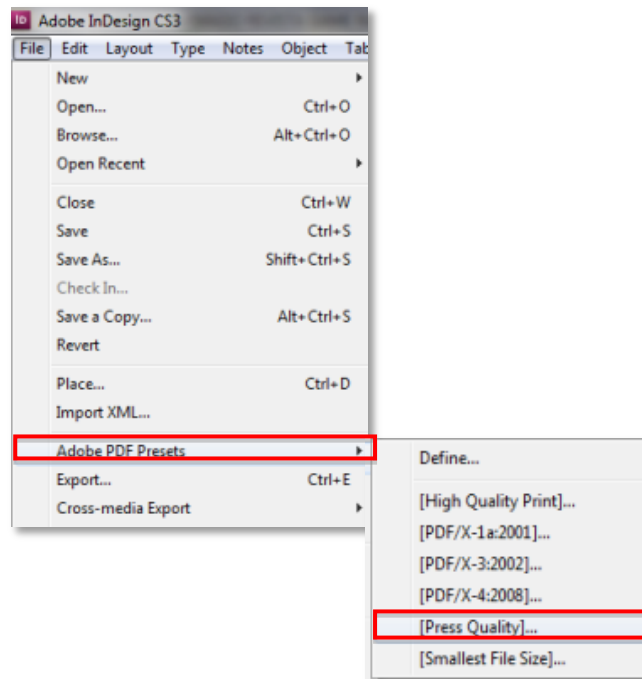 ID Adobe InDesign CS3
File Edit Layout Type Notes Object Tab
New
Open... Ctrl+O
Browse... Alt+Ctrl+O
Open Recent
Close Ctrl+W
Save Ctrl+S
Save As... Shift+Ctrl+S
Check In...
Save a Copy... Alt+Ctrl+S
Revert
Place... Ctrl+D
Import XML...
Adobe PDF Presets
Export... Ctrl+E
Cross-media Export
Define...
[High Quality Print]...
[PDF/X-1a:2001]...
[PDF/X-3:2002]...
[PDF/X-4:2008]...
[Press Quality]...
[Smallest File Size]...